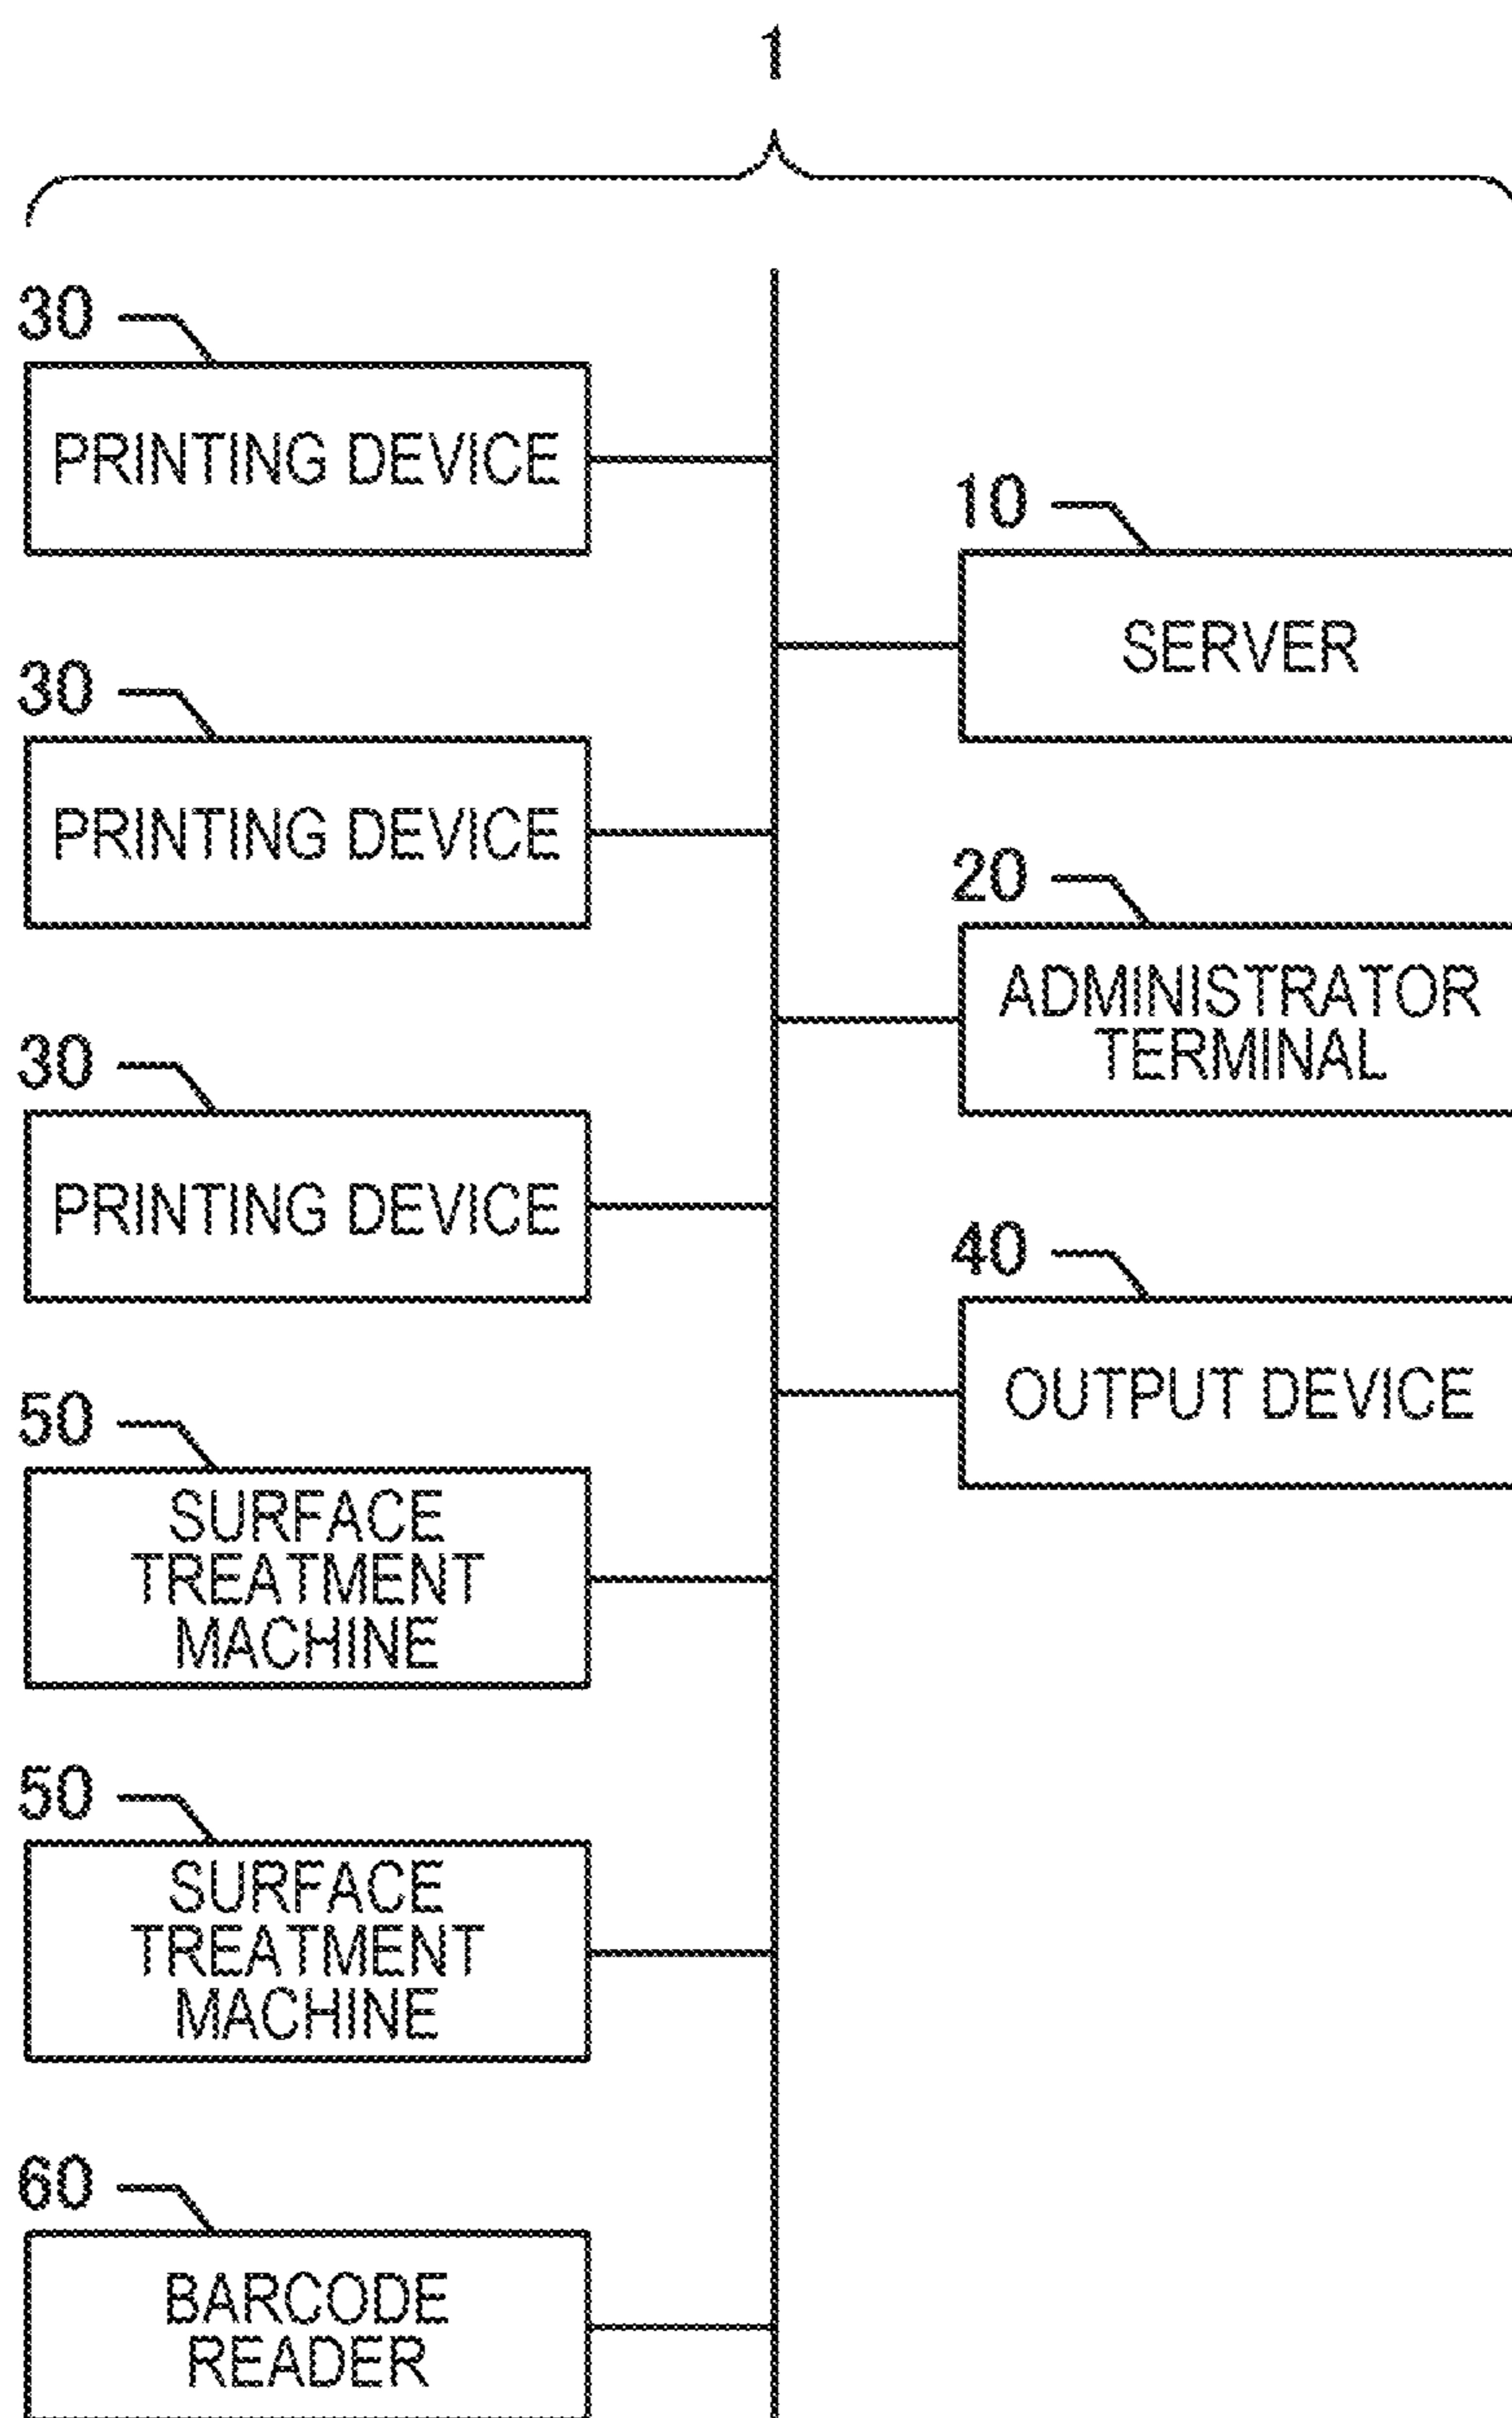 1
30
PRINTING DEVICE
10
SERVER
30
PRINTING DEVICE
20
ADMINISTRATOR
TERMINAL
30
PRINTING DEVICE
40
OUTPUT DEVICE
50
SURFACE
TREATMENT
MACHINE
50
SURFACE
TREATMENT
MACHINE
60
BARCODE
READER